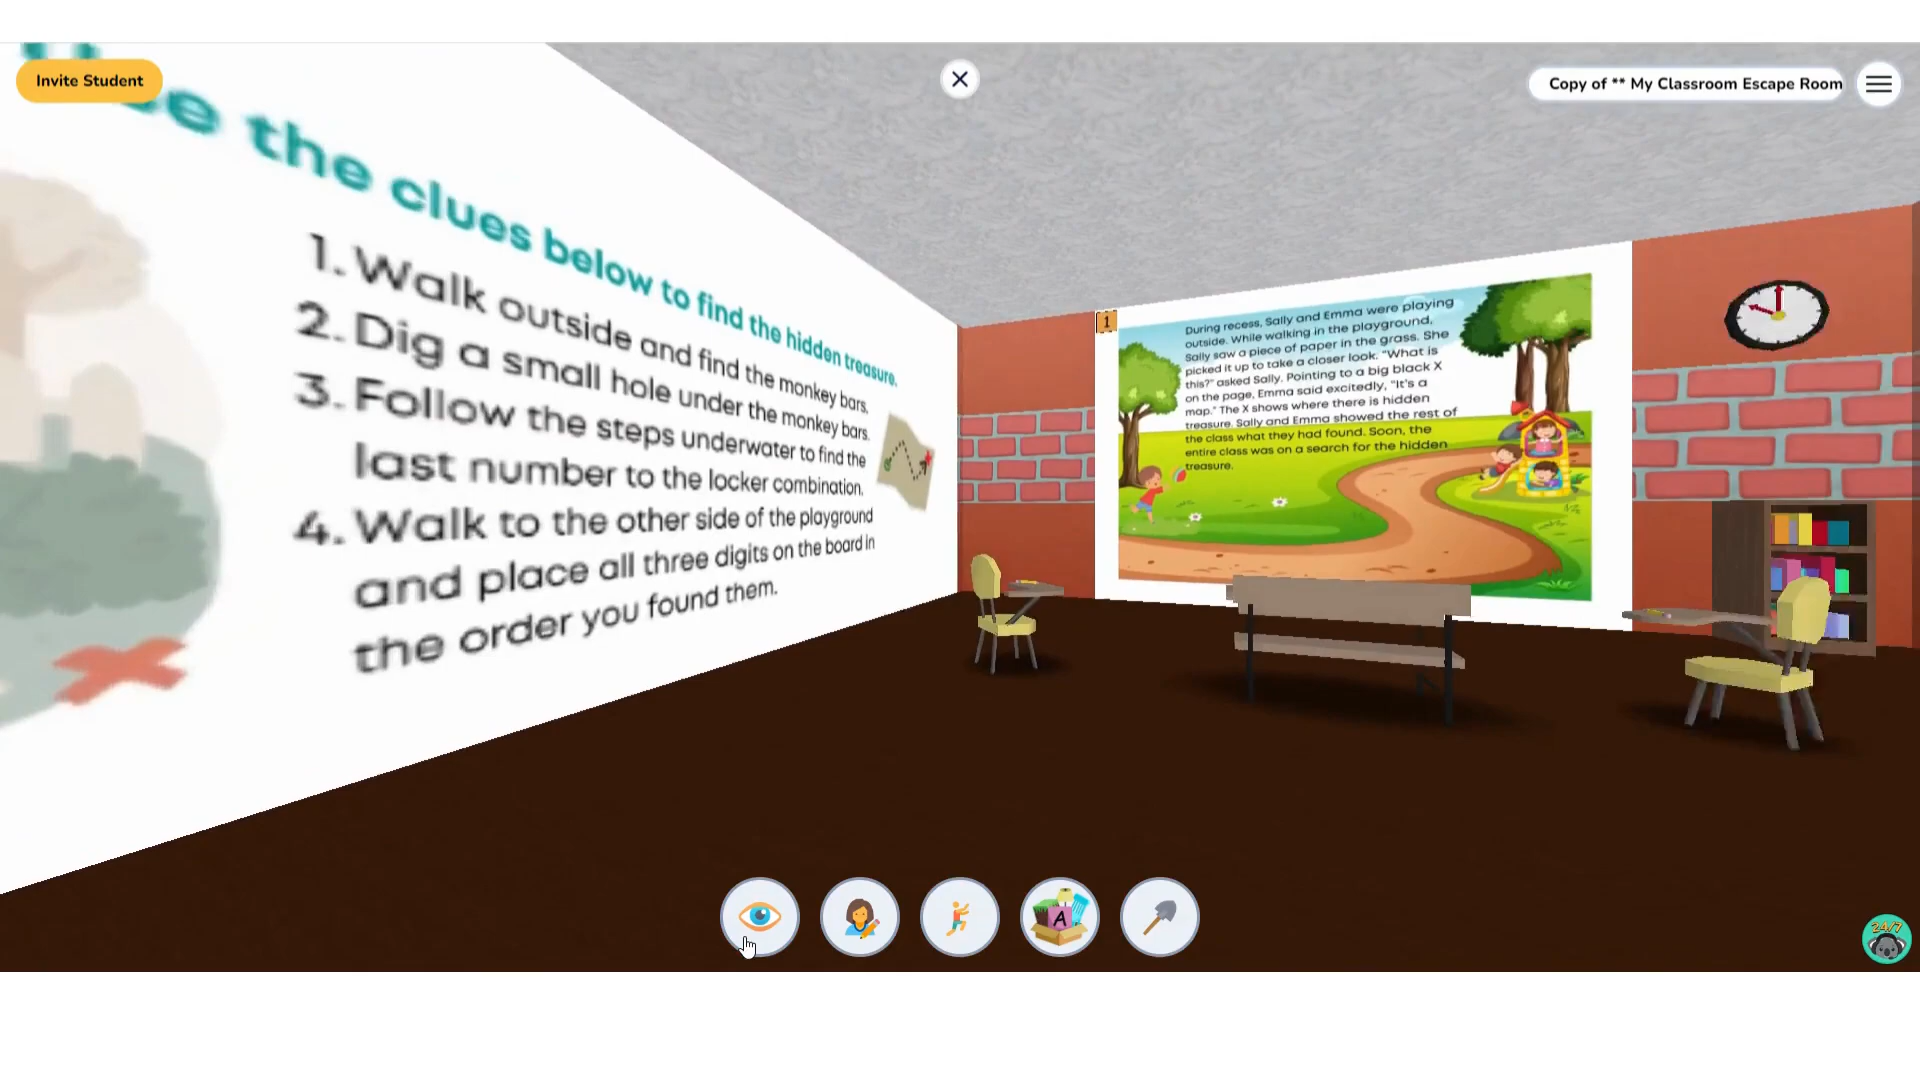 Invite Student
Copy of ** My Classroom Escape Room
the clues below to find the hidden treasure.
1. Walk outside and find the monkey bars.
2. Dig a small hole under the monkey bars.
3. Follow the steps underwater to find the
last number to the locker combination.
4. Walk to the other side of the playground
and place all three digits on the board in
the order you found them.
1
During recess, Sally and Emma were playing
outside. While walking in the playground,
Sally saw a piece of paper in the grass. She
picked it up to take a closer look. "What is
this?" asked Sally. Pointing to a big black X
on the page, Emma said excitedly, "It's a
map." The X shows where there is hidden
treasure. Sally and Emma showed the rest of
the class what they had found. Soon, the
entire class was on a search for the hidden
treasure.
A
24/7